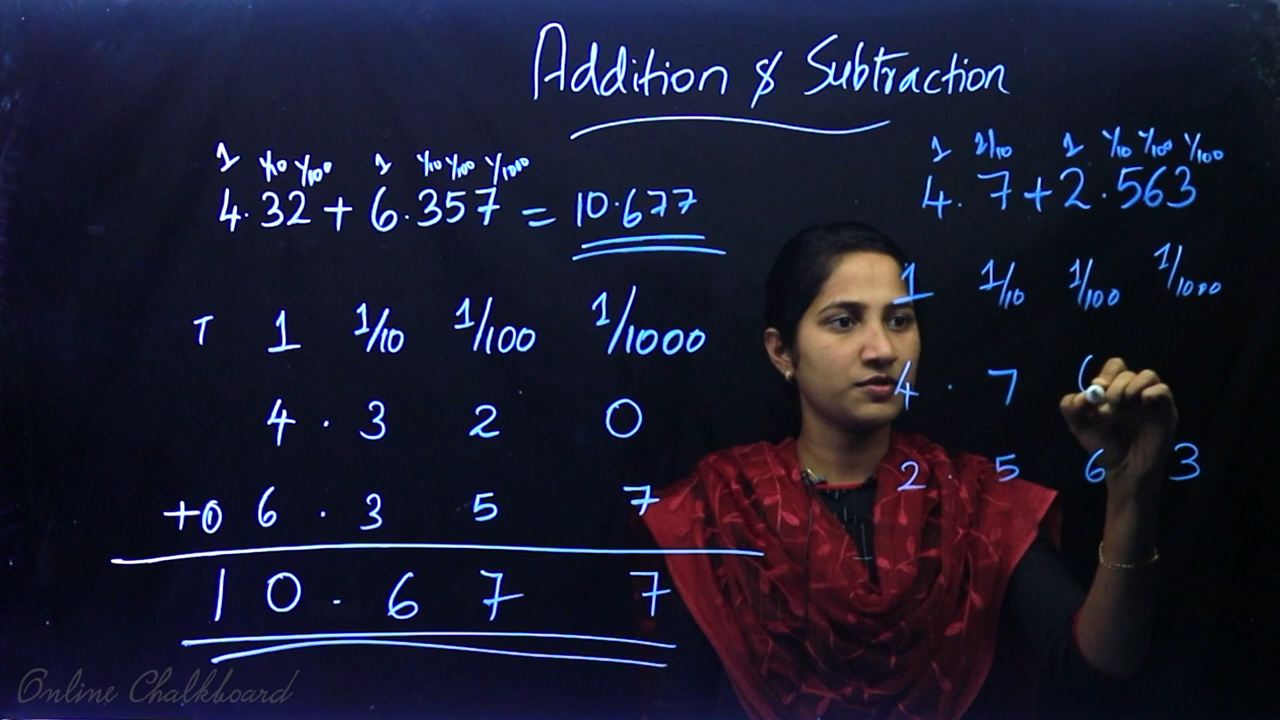 Addition & Subtraction
1 1/10 1/100 1 1/10 1/100 1/1000
4.32 + 6.357 = 10.677
T 1 1/10 1/100 1/1000
4 . 3 2 0
+ 6 . 3 5 7
1 0 . 6 7 7
1 1/10 1 1/10 1/100 1/100
4.7 + 2.563
1 1/10 1/100 1/1000
4 . 7
2 . 5 6 3
Online Chalkboard